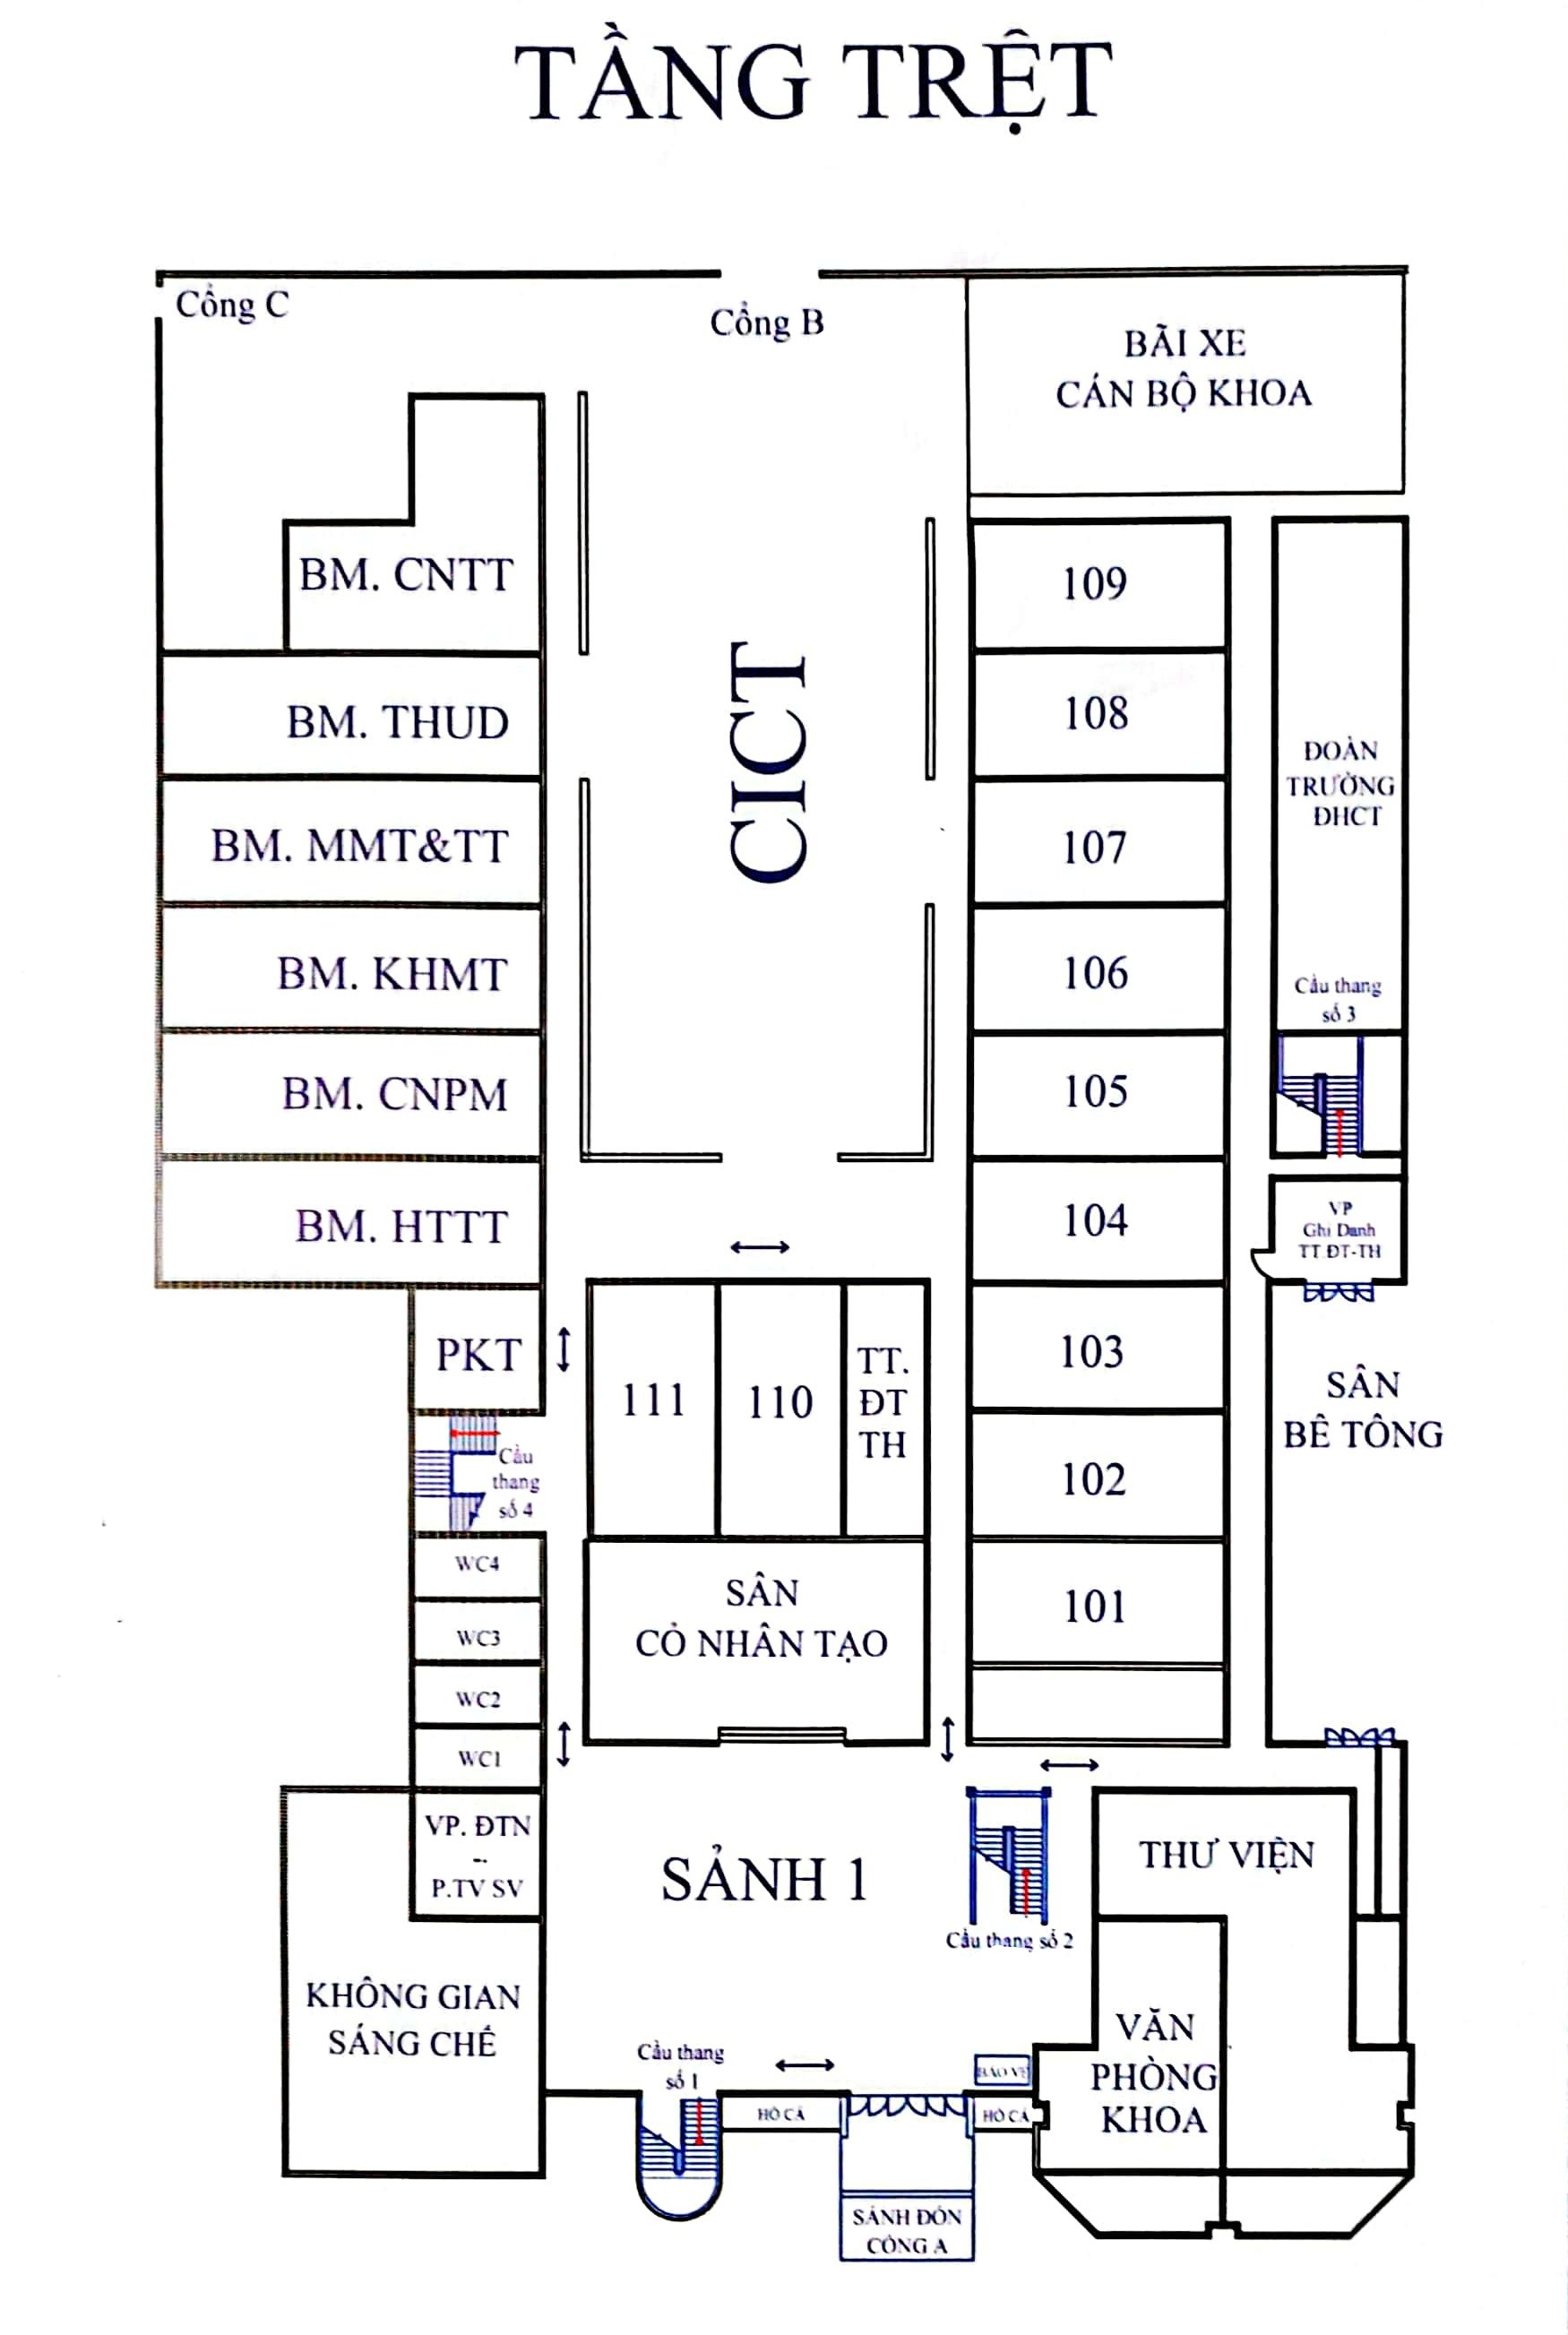 TẦNG TRỆT
Cổng C
Cổng B
BÃI XE
CÁN BỘ KHOA
BM. CNTT
109
BM. THUD
108
CICT
ĐOÀN
TRƯỜNG
ĐHCT
BM. MMT&TT
107
BM. KHMT
106
Cầu thang
số 3
BM. CNPM
105
BM. HTTT
104
VP
Ghi Danh
TT ĐT-TH
PKT
111
110
TT.
ĐT
TH
103
SÂN
BÊ TÔNG
Cầu
thang
số 4
102
WC4
SÂN
CỎ NHÂN TẠO
101
WC3
WC2
WC1
VP. ĐTN
-.
P.TV SV
SẢNH 1
THƯ VIỆN
Cầu thang số 2
KHÔNG GIAN
SÁNG CHẾ
VĂN
PHÒNG
KHOA
Cầu thang
số 1
BẢO VỆ
HỒ CÁ
HỒ CÁ
SẢNH ĐÓN
CỔNG A